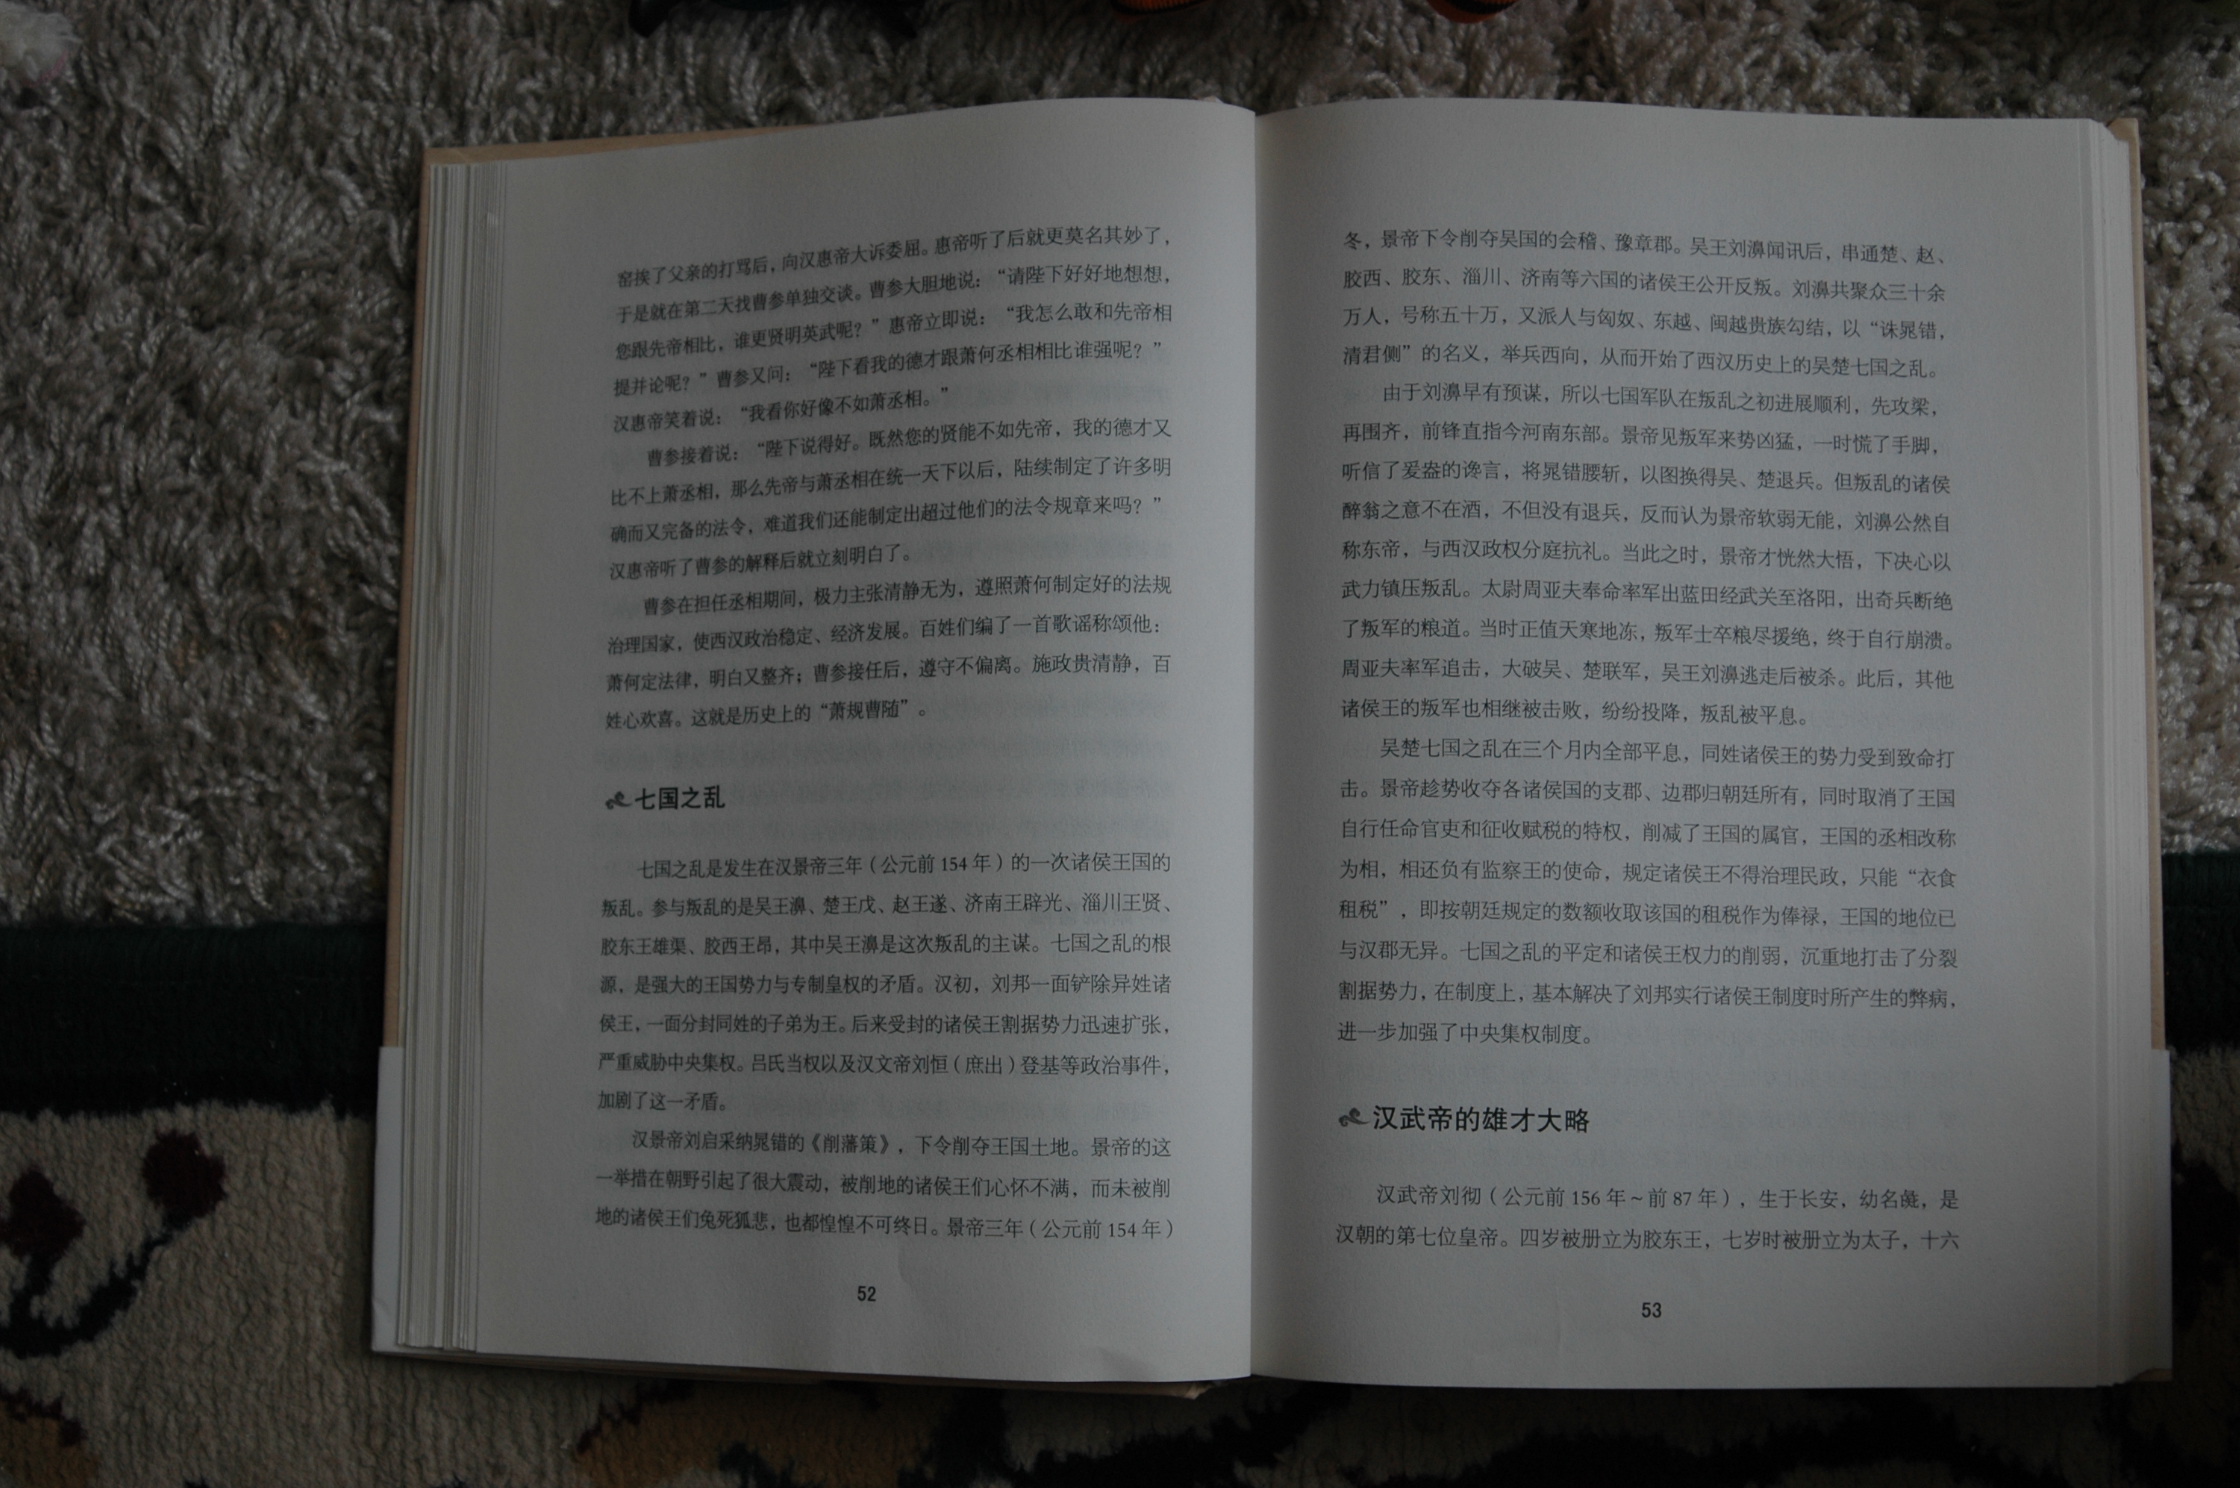 窑挨了父亲的打骂后，向汉惠帝大诉委屈。惠帝听了后就更莫名其妙了，
于是就在第二天找曹参单独交谈。曹参大胆地说：“请陛下好好地想想，
您跟先帝相比，谁更贤明英武呢？”惠帝立即说：“我怎么敢和先帝相
提并论呢？”曹参又问：“陛下看我的德才跟萧何丞相相比谁强呢？”
汉惠帝笑着说：“我看你好像不如萧丞相。”
曹参接着说：“陛下说得好。既然您的贤能不如先帝，我的德才又
比不上萧丞相，那么先帝与萧丞相在统一天下以后，陆续制定了许多明
确而又完备的法令，难道我们还能制定出超过他们的法令规章来吗？”
汉惠帝听了曹参的解释后就立刻明白了。
曹参在担任丞相期间，极力主张清静无为，遵照萧何制定好的法规
治理国家，使西汉政治稳定、经济发展。百姓们编了一首歌谣称颂他：
萧何定法律，明白又整齐；曹参接任后，遵守不偏离。施政贵清静，百
姓心欢喜。这就是历史上的“萧规曹随”。
七国之乱
七国之乱是发生在汉景帝三年（公元前 154 年）的一次诸侯王国的
叛乱。参与叛乱的是吴王濞、楚王戊、赵王遂、济南王辟光、淄川王贤、
胶东王雄渠、胶西王昂，其中吴王濞是这次叛乱的主谋。七国之乱的根
源，是强大的王国势力与专制皇权的矛盾。汉初，刘邦一面铲除异姓诸
侯王，一面分封同姓的子弟为王。后来受封的诸侯王割据势力迅速扩张，
严重威胁中央集权。吕氏当权以及汉文帝刘恒（庶出）登基等政治事件，
加剧了这一矛盾。
汉景帝刘启采纳晁错的《削藩策》，下令削夺王国土地。景帝的这
一举措在朝野引起了很大震动，被削地的诸侯王们心怀不满，而未被削
地的诸侯王们兔死狐悲，也都惶惶不可终日。景帝三年（公元前 154 年）
52
冬，景帝下令削夺吴国的会稽、豫章郡。吴王刘濞闻讯后，串通楚、赵、
胶西、胶东、淄川、济南等六国的诸侯王公开反叛。刘濞共聚众三十余
万人，号称五十万，又派人与匈奴、东越、闽越贵族勾结，以“诛晁错，
清君侧”的名义，举兵西向，从而开始了西汉历史上的吴楚七国之乱。
由于刘濞早有预谋，所以七国军队在叛乱之初进展顺利，先攻梁，
再围齐，前锋直指今河南东部。景帝见叛军来势凶猛，一时慌了手脚，
听信了爰盎的谗言，将晁错腰斩，以图换得吴、楚退兵。但叛乱的诸侯
醉翁之意不在酒，不但没有退兵，反而认为景帝软弱无能，刘濞公然自
称东帝，与西汉政权分庭抗礼。当此之时，景帝才恍然大悟，下决心以
武力镇压叛乱。太尉周亚夫奉命率军出蓝田经武关至洛阳，出奇兵断绝
了叛军的粮道。当时正值天寒地冻，叛军士卒粮尽援绝，终于自行崩溃。
周亚夫率军追击，大破吴、楚联军，吴王刘濞逃走后被杀。此后，其他
诸侯王的叛军也相继被击败，纷纷投降，叛乱被平息。
吴楚七国之乱在三个月内全部平息，同姓诸侯王的势力受到致命打
击。景帝趁势收夺各诸侯国的支郡、边郡归朝廷所有，同时取消了王国
自行任命官吏和征收赋税的特权，削减了王国的属官，王国的丞相改称
为相，相还负有监察王的使命，规定诸侯王不得治理民政，只能“衣食
租税”，即按朝廷规定的数额收取该国的租税作为俸禄，王国的地位已
与汉郡无异。七国之乱的平定和诸侯王权力的削弱，沉重地打击了分裂
割据势力，在制度上，基本解决了刘邦实行诸侯王制度时所产生的弊病，
进一步加强了中央集权制度。
汉武帝的雄才大略
汉武帝刘彻（公元前 156 年～前 87 年），生于长安，幼名彘，是
汉朝的第七位皇帝。四岁被册立为胶东王，七岁时被册立为太子，十六
53